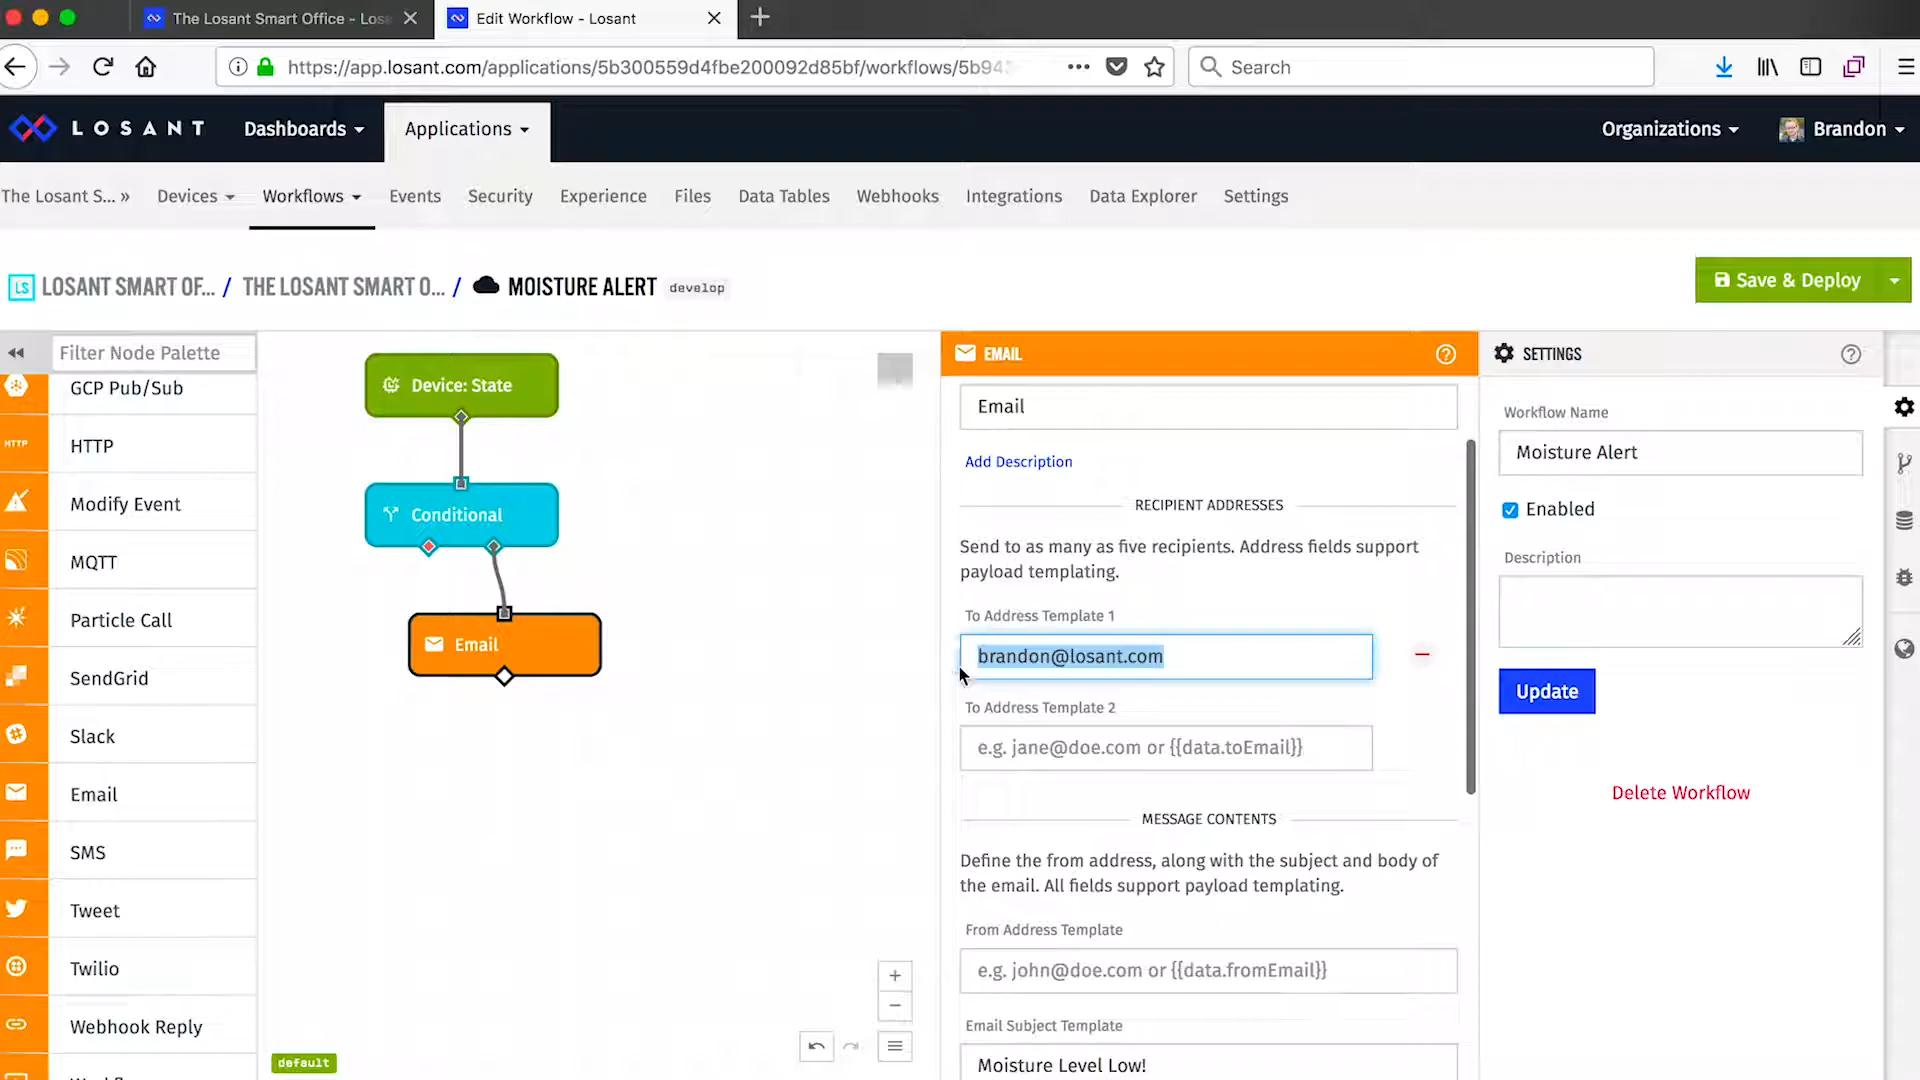 The Losant Smart Office - Los
Edit Workflow - Losant
https://app.losant.com/applications/5b300559d4fbe200092d85bf/workflows/5b94
Search
LOSANT
Dashboards
Applications
Organizations
Brandon
The Losant S... »
Devices
Workflows
Events
Security
Experience
Files
Data Tables
Webhooks
Integrations
Data Explorer
Settings
LS
LOSANT SMART OF... / THE LOSANT SMART O... / MOISTURE ALERT develop
Save & Deploy
Filter Node Palette
GCP Pub/Sub
HTTP
HTTP
Modify Event
MQTT
Particle Call
SendGrid
Slack
Email
SMS
Tweet
Twilio
Webhook Reply
Device: State
Conditional
Email
default
EMAIL
Email
Add Description
RECIPIENT ADDRESSES
Send to as many as five recipients. Address fields support
payload templating.
To Address Template 1
brandon@losant.com
To Address Template 2
e.g. jane@doe.com or {{data.toEmail}}
MESSAGE CONTENTS
Define the from address, along with the subject and body of
the email. All fields support payload templating.
From Address Template
e.g. john@doe.com or {{data.fromEmail}}
Email Subject Template
Moisture Level Low!
SETTINGS
Workflow Name
Moisture Alert
Enabled
Description
Update
Delete Workflow